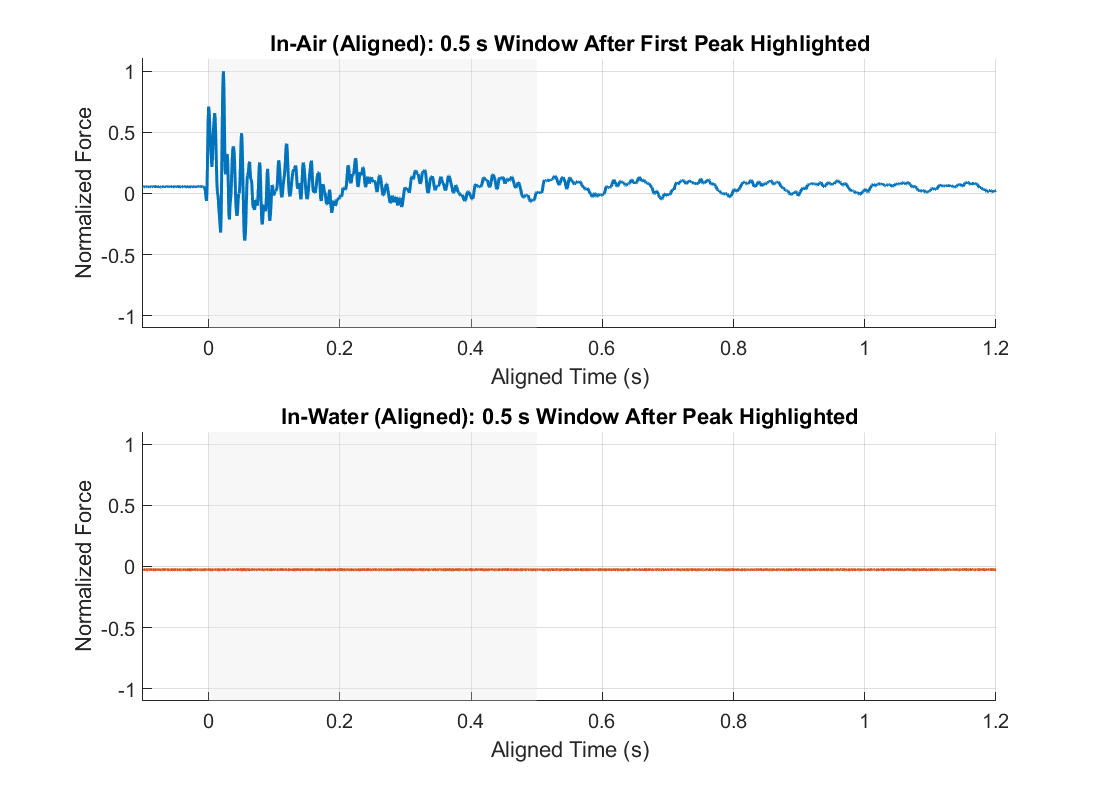 In-Air (Aligned): 0.5 s Window After First Peak Highlighted
Normalized Force
1
0.5
0
-0.5
-1
0 0.2 0.4 0.6 0.8 1 1.2
Aligned Time (s)
In-Water (Aligned): 0.5 s Window After Peak Highlighted
Normalized Force
1
0.5
0
-0.5
-1
0 0.2 0.4 0.6 0.8 1 1.2
Aligned Time (s)